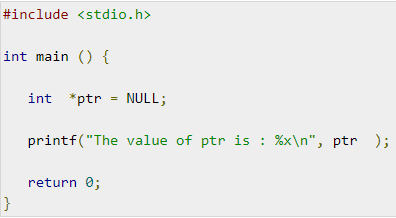 #include <stdio.h>
int main () {
int  *ptr = NULL;
printf("The value of ptr is : %x\n", ptr  );
return 0;
}